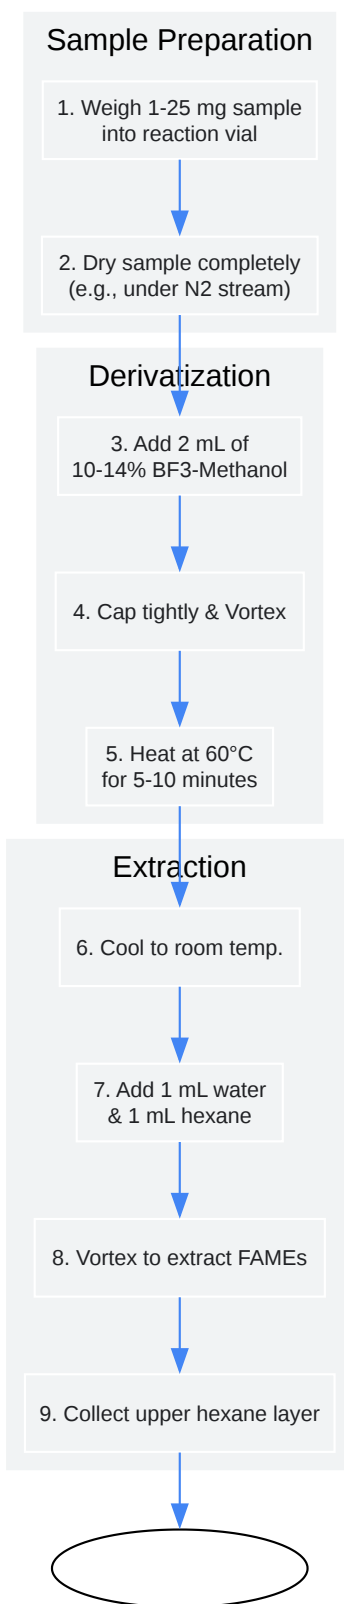 Sample Preparation
1. Weigh 1-25 mg sample
into reaction vial
2. Dry sample completely
(e.g., under N2 stream)
Derivatization
3. Add 2 mL of
10-14% BF3-Methanol
4. Cap tightly & Vortex
5. Heat at 60°C
for 5-10 minutes
Extraction
6. Cool to room temp.
7. Add 1 mL water
& 1 mL hexane
8. Vortex to extract FAMEs
9. Collect upper hexane layer